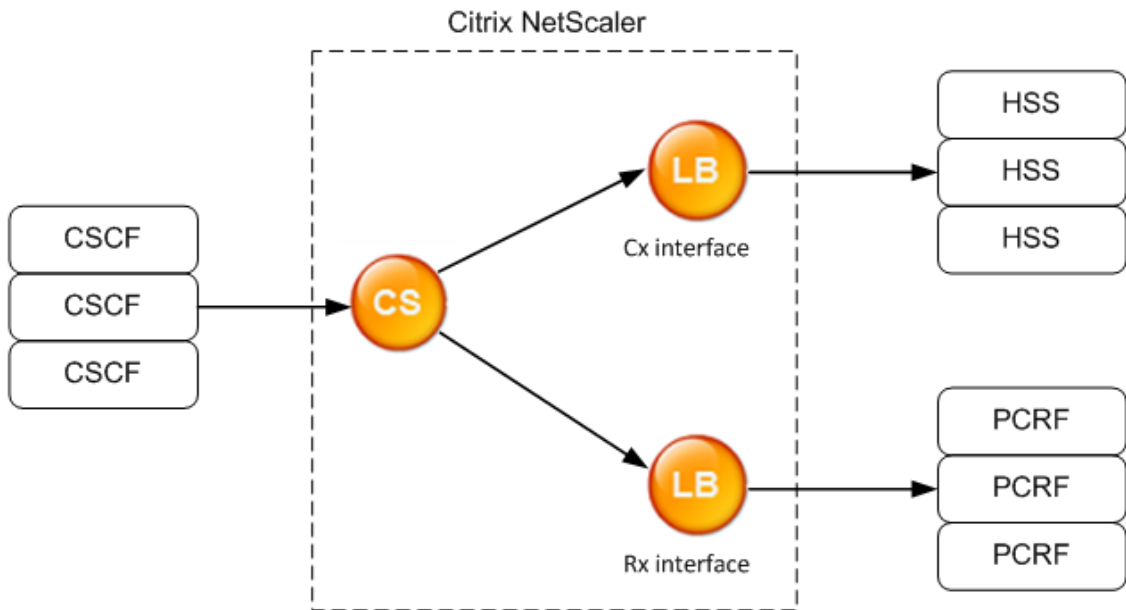 Citrix NetScaler
CSCF
CSCF
CSCF
CS
LB
Cx interface
LB
Rx interface
HSS
HSS
HSS
PCRF
PCRF
PCRF